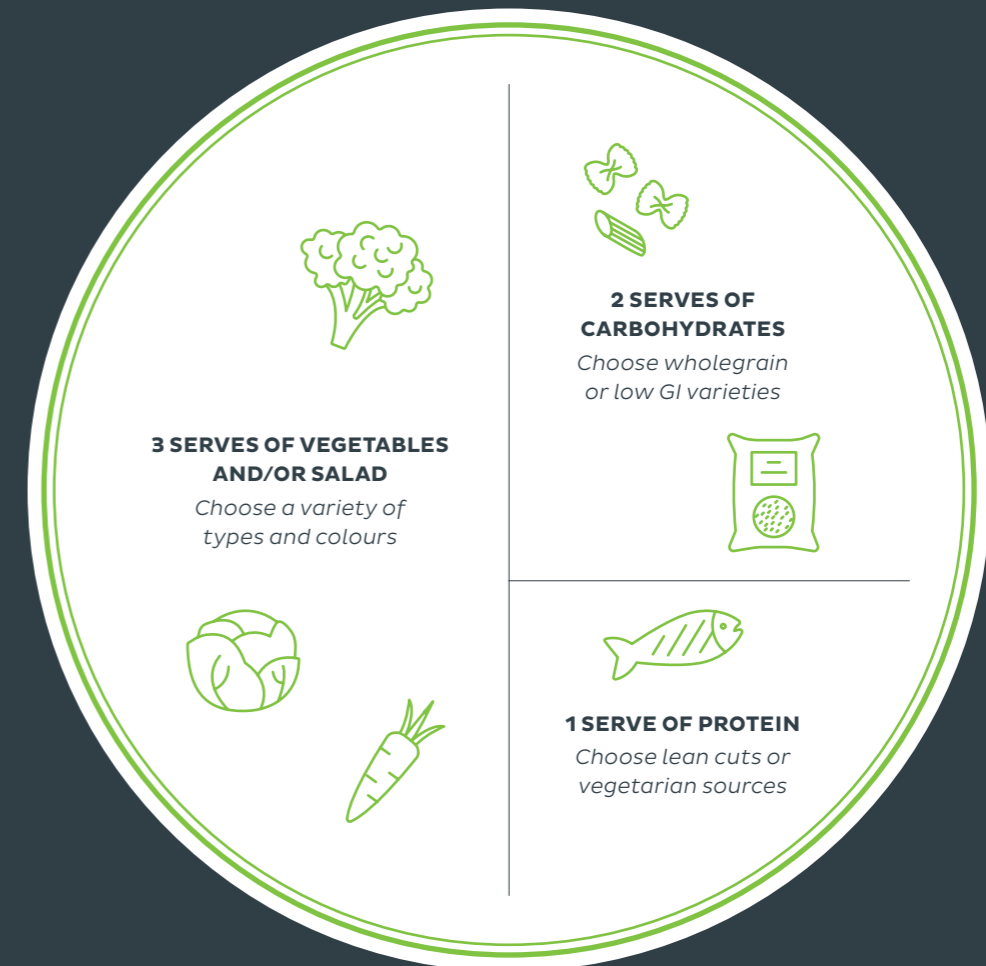 3 SERVES OF VEGETABLES
AND/OR SALAD
Choose a variety of
types and colours
2 SERVES OF
CARBOHYDRATES
Choose wholegrain
or low GI varieties
1 SERVE OF PROTEIN
Choose lean cuts or
vegetarian sources